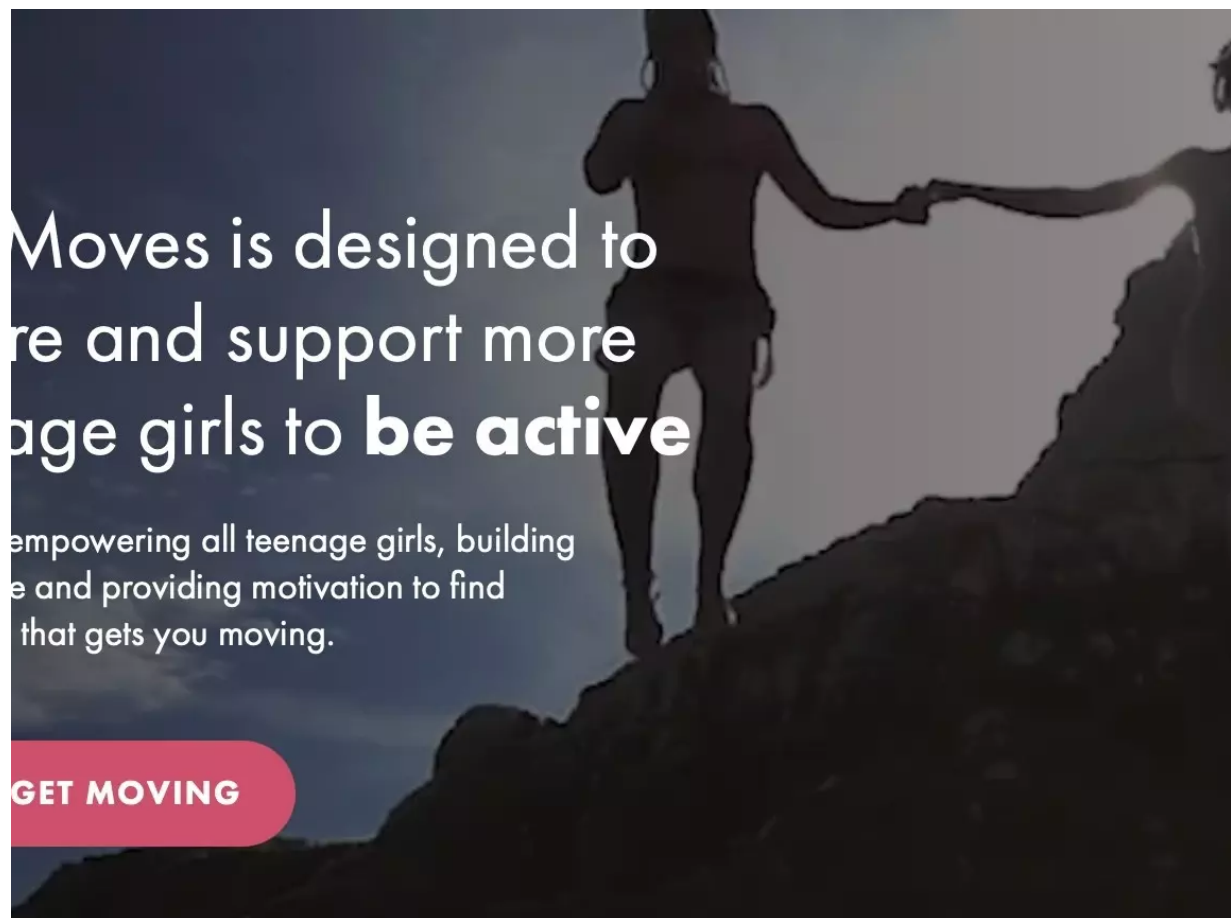 Moves is designed to
re and support more
age girls to be active
empowering all teenage girls, building
e and providing motivation to find
that gets you moving.
GET MOVING